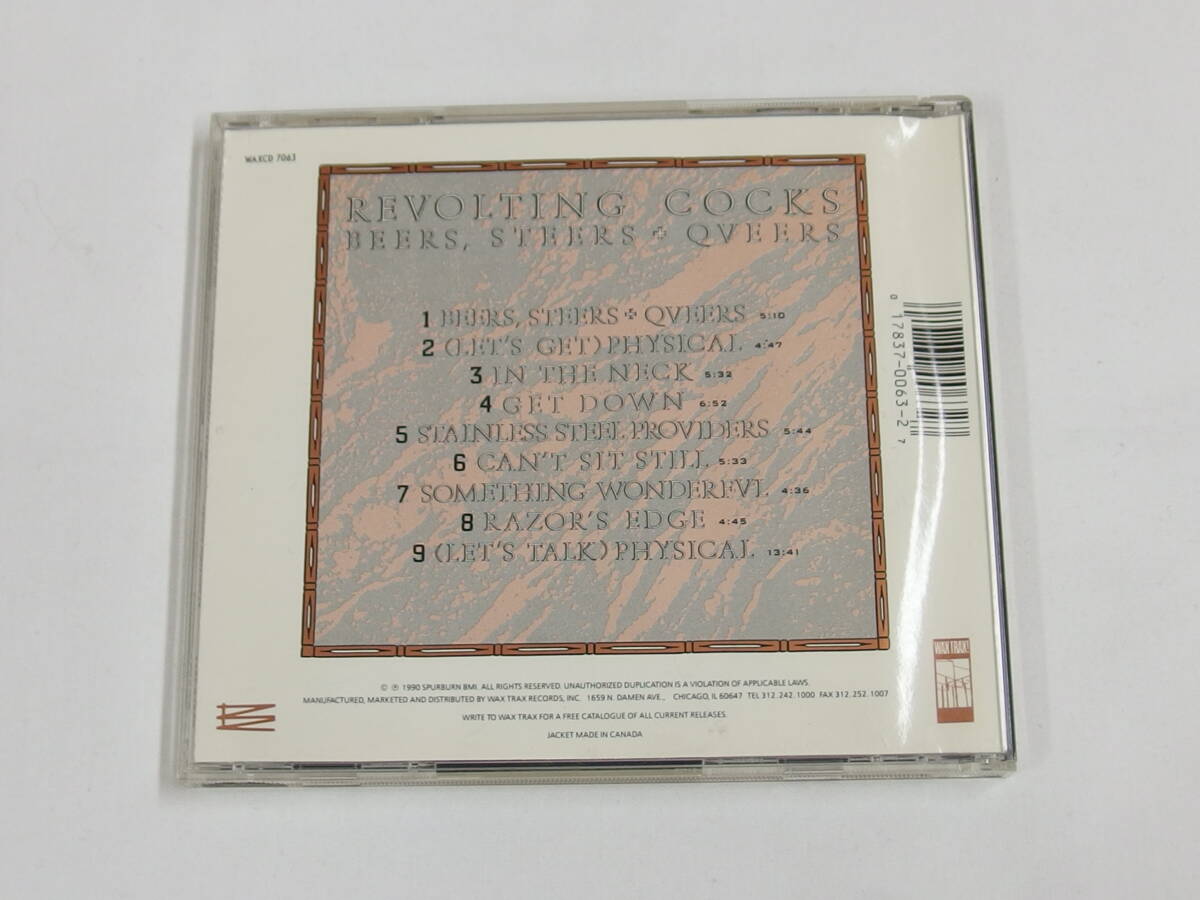 WAXCD 7063
REVOLTING COCKS
BEERS, STEERS + QVEERS
1 BEERS, STEERS + QVEERS 5:10
2 (LET'S GET) PHYSICAL 4:47
3 IN THE NECK 5:32
4 GET DOWN 6:52
5 STAINLESS STEEL PROVIDERS 5:44
6 CAN'T SIT STILL 5:33
7 SOMETHING WONDERFVL 4:36
8 RAZOR'S EDGE 4:45
9 (LET'S TALK) PHYSICAL 13:41
0 17837-0063-2 7
WAX TRAX!
© ℗ 1990 SPURBURN BMI. ALL RIGHTS RESERVED. UNAUTHORIZED DUPLICATION IS A VIOLATION OF APPLICABLE LAWS.
MANUFACTURED, MARKETED AND DISTRIBUTED BY WAX TRAX RECORDS, INC. 1659 N. DAMEN AVE., CHICAGO, IL 60647 TEL 312.242.1000 FAX 312.252.1007
WRITE TO WAX TRAX FOR A FREE CATALOGUE OF ALL CURRENT RELEASES.
JACKET MADE IN CANADA